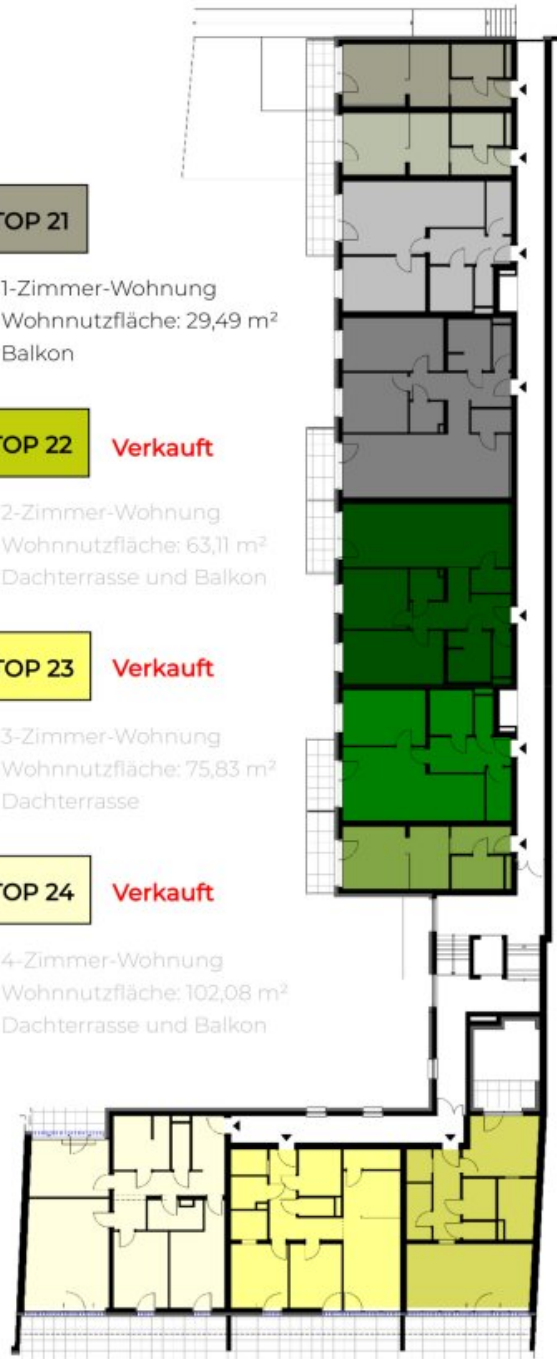 TOP 21
1-Zimmer-Wohnung
Wohnnutzfläche: 29,49 m²
Balkon
TOP 22 Verkauft
2-Zimmer-Wohnung
Wohnnutzfläche: 63,11 m²
Dachterrasse und Balkon
TOP 23 Verkauft
3-Zimmer-Wohnung
Wohnnutzfläche: 75,83 m²
Dachterrasse
TOP 24 Verkauft
4-Zimmer-Wohnung
Wohnnutzfläche: 102,08 m²
Dachterrasse und Balkon